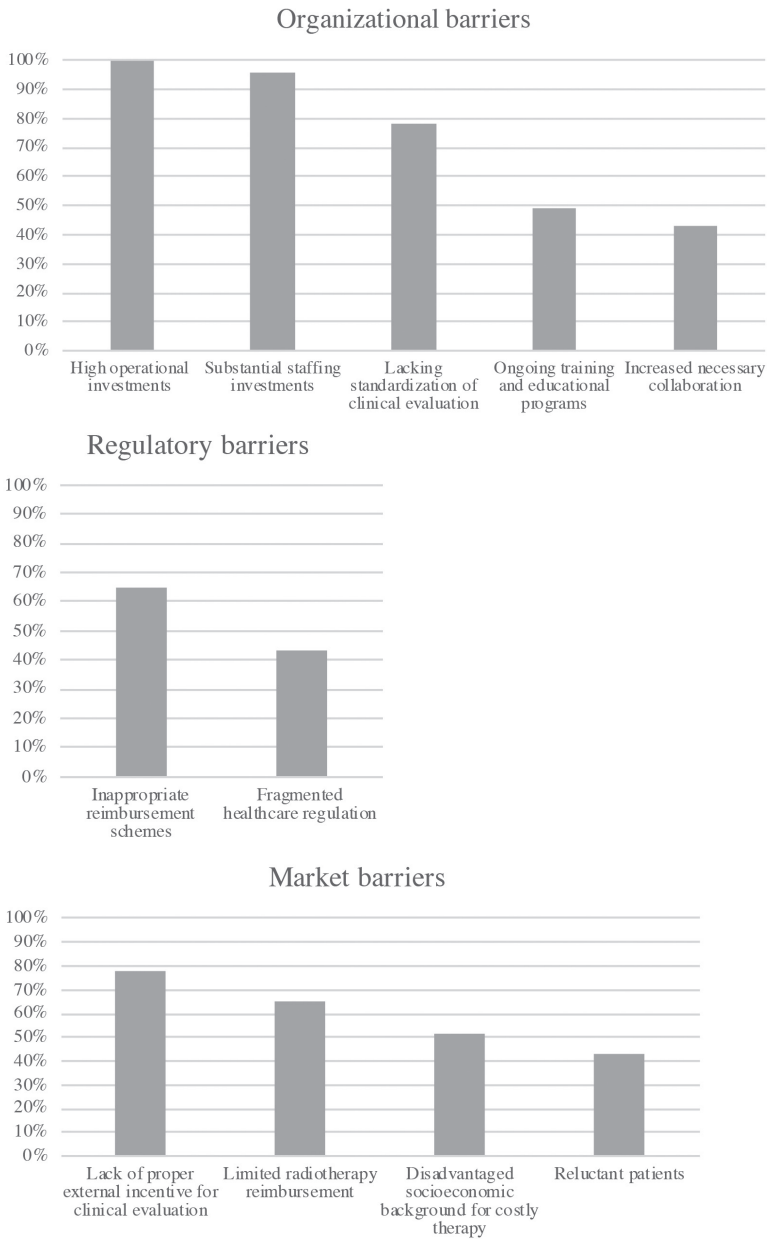 Organizational barriers
100%
90%
80%
70%
60%
50%
40%
30%
20%
10%
0%
High operational
investments
Substantial staffing
investments
Lacking
standardization of
clinical evaluation
Ongoing training
and educational
programs
Increased necessary
collaboration
Regulatory barriers
100%
90%
80%
70%
60%
50%
40%
30%
20%
10%
0%
Inappropriate
reimbursement
schemes
Fragmented
healthcare regulation
Market barriers
100%
90%
80%
70%
60%
50%
40%
30%
20%
10%
0%
Lack of proper
external incentive for
clinical evaluation
Limited radiotherapy
reimbursement
Disadvantaged
socioeconomic
background for costly
therapy
Reluctant patients